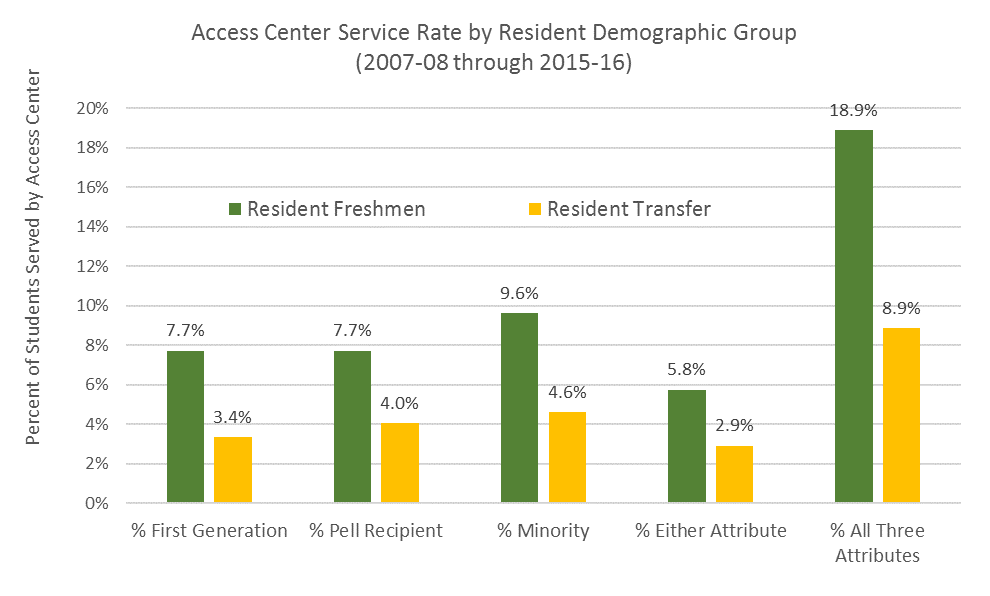 Access Center Service Rate by Resident Demographic Group
(2007-08 through 2015-16)
Percent of Students Served by Access Center
20%
18%
16%
14%
12%
10%
8%
6%
4%
2%
0%
Resident Freshmen
Resident Transfer
7.7%
3.4%
7.7%
4.0%
9.6%
4.6%
5.8%
2.9%
18.9%
8.9%
% First Generation
% Pell Recipient
% Minority
% Either Attribute
% All Three
Attributes